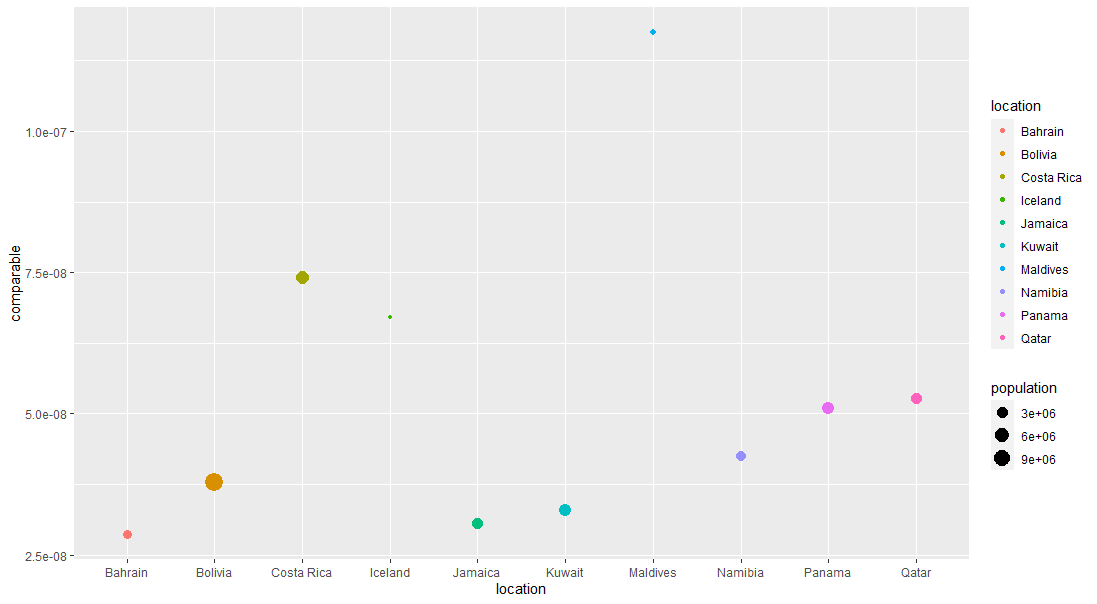 comparable
1.0e-07
7.5e-08
5.0e-08
2.5e-08
Bahrain Bolivia Costa Rica Iceland Jamaica Kuwait Maldives Namibia Panama Qatar
location
location
Bahrain
Bolivia
Costa Rica
Iceland
Jamaica
Kuwait
Maldives
Namibia
Panama
Qatar
population
3e+06
6e+06
9e+06